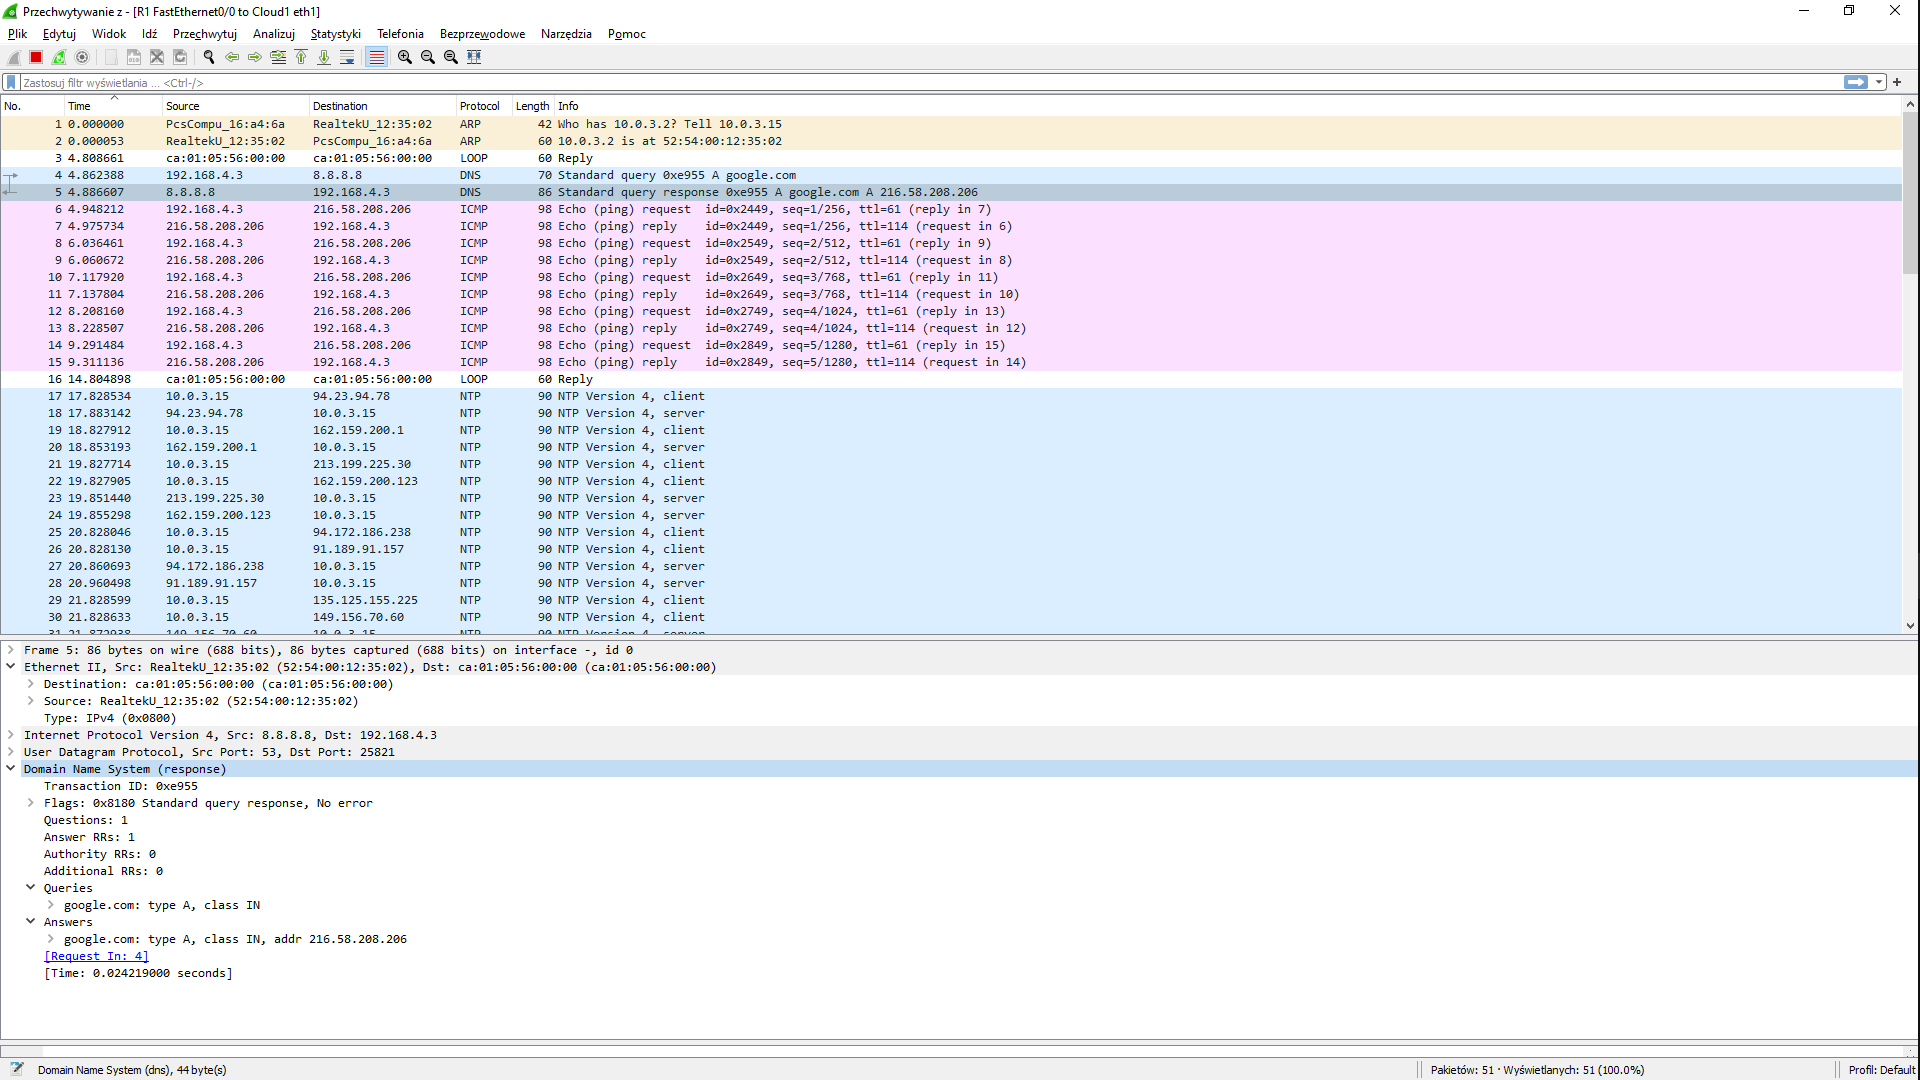 Przechwytywanie z - [R1 FastEthernet0/0 to Cloud1 eth1]
Plik Edytuj Widok Idź Przechwytuj Analizuj Statystyki Telefonia Bezprzewodowe Narzędzia Pomoc
Zastosuj filtr wyświetlania ... <Ctrl-/>
No. Time Source Destination Protocol Length Info
1 0.000000 PcsCompu_16:a4:6a RealtekU_12:35:02 ARP 42 Who has 10.0.3.2? Tell 10.0.3.15
2 0.000053 RealtekU_12:35:02 PcsCompu_16:a4:6a ARP 60 10.0.3.2 is at 52:54:00:12:35:02
3 4.808661 ca:01:05:56:00:00 ca:01:05:56:00:00 LOOP 60 Reply
4 4.862388 192.168.4.3 8.8.8.8 DNS 70 Standard query 0xe955 A google.com
5 4.886607 8.8.8.8 192.168.4.3 DNS 86 Standard query response 0xe955 A google.com A 216.58.208.206
6 4.948212 192.168.4.3 216.58.208.206 ICMP 98 Echo (ping) request id=0x2449, seq=1/256, ttl=61 (reply in 7)
7 4.975734 216.58.208.206 192.168.4.3 ICMP 98 Echo (ping) reply id=0x2449, seq=1/256, ttl=114 (request in 6)
8 6.036461 192.168.4.3 216.58.208.206 ICMP 98 Echo (ping) request id=0x2549, seq=2/512, ttl=61 (reply in 9)
9 6.060672 216.58.208.206 192.168.4.3 ICMP 98 Echo (ping) reply id=0x2549, seq=2/512, ttl=114 (request in 8)
10 7.117920 192.168.4.3 216.58.208.206 ICMP 98 Echo (ping) request id=0x2649, seq=3/768, ttl=61 (reply in 11)
11 7.137804 216.58.208.206 192.168.4.3 ICMP 98 Echo (ping) reply id=0x2649, seq=3/768, ttl=114 (request in 10)
12 8.208160 192.168.4.3 216.58.208.206 ICMP 98 Echo (ping) request id=0x2749, seq=4/1024, ttl=61 (reply in 13)
13 8.228507 216.58.208.206 192.168.4.3 ICMP 98 Echo (ping) reply id=0x2749, seq=4/1024, ttl=114 (request in 12)
14 9.291484 192.168.4.3 216.58.208.206 ICMP 98 Echo (ping) request id=0x2849, seq=5/1280, ttl=61 (reply in 15)
15 9.311136 216.58.208.206 192.168.4.3 ICMP 98 Echo (ping) reply id=0x2849, seq=5/1280, ttl=114 (request in 14)
16 14.804898 ca:01:05:56:00:00 ca:01:05:56:00:00 LOOP 60 Reply
17 17.828534 10.0.3.15 94.23.94.78 NTP 90 NTP Version 4, client
18 17.883142 94.23.94.78 10.0.3.15 NTP 90 NTP Version 4, server
19 18.827912 10.0.3.15 162.159.200.1 NTP 90 NTP Version 4, client
20 18.853193 162.159.200.1 10.0.3.15 NTP 90 NTP Version 4, server
21 19.827714 10.0.3.15 213.199.225.30 NTP 90 NTP Version 4, client
22 19.827905 10.0.3.15 162.159.200.123 NTP 90 NTP Version 4, client
23 19.851440 213.199.225.30 10.0.3.15 NTP 90 NTP Version 4, server
24 19.855298 162.159.200.123 10.0.3.15 NTP 90 NTP Version 4, server
25 20.828046 10.0.3.15 94.172.186.238 NTP 90 NTP Version 4, client
26 20.828130 10.0.3.15 91.189.91.157 NTP 90 NTP Version 4, client
27 20.860693 94.172.186.238 10.0.3.15 NTP 90 NTP Version 4, server
28 20.960498 91.189.91.157 10.0.3.15 NTP 90 NTP Version 4, server
29 21.828599 10.0.3.15 135.125.155.225 NTP 90 NTP Version 4, client
30 21.828633 10.0.3.15 149.156.70.60 NTP 90 NTP Version 4, client
31 21.872938 149.156.70.60 10.0.3.15 NTP 90 NTP Version 4, server
Frame 5: 86 bytes on wire (688 bits), 86 bytes captured (688 bits) on interface -, id 0
Ethernet II, Src: RealtekU_12:35:02 (52:54:00:12:35:02), Dst: ca:01:05:56:00:00 (ca:01:05:56:00:00)
Destination: ca:01:05:56:00:00 (ca:01:05:56:00:00)
Source: RealtekU_12:35:02 (52:54:00:12:35:02)
Type: IPv4 (0x0800)
Internet Protocol Version 4, Src: 8.8.8.8, Dst: 192.168.4.3
User Datagram Protocol, Src Port: 53, Dst Port: 25821
Domain Name System (response)
Transaction ID: 0xe955
Flags: 0x8180 Standard query response, No error
Questions: 1
Answer RRs: 1
Authority RRs: 0
Additional RRs: 0
Queries
google.com: type A, class IN
Answers
google.com: type A, class IN, addr 216.58.208.206
[Request In: 4]
[Time: 0.024219000 seconds]
Domain Name System (dns), 44 byte(s) Pakietów: 51 · Wyświetlanych: 51 (100.0%) Profil: Default